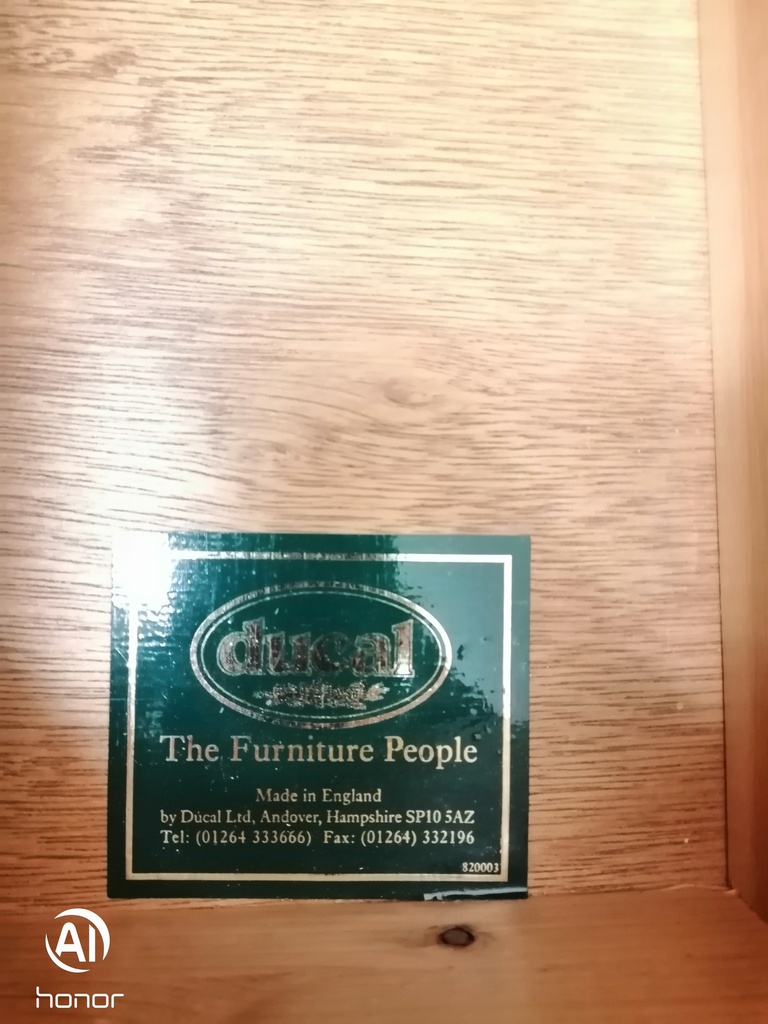 ducal
The Furniture People
Made in England
by Dúcal Ltd, Andover, Hampshire SP10 5AZ
Tel: (01264 333666) Fax: (01264) 332196
820003
AI
honor